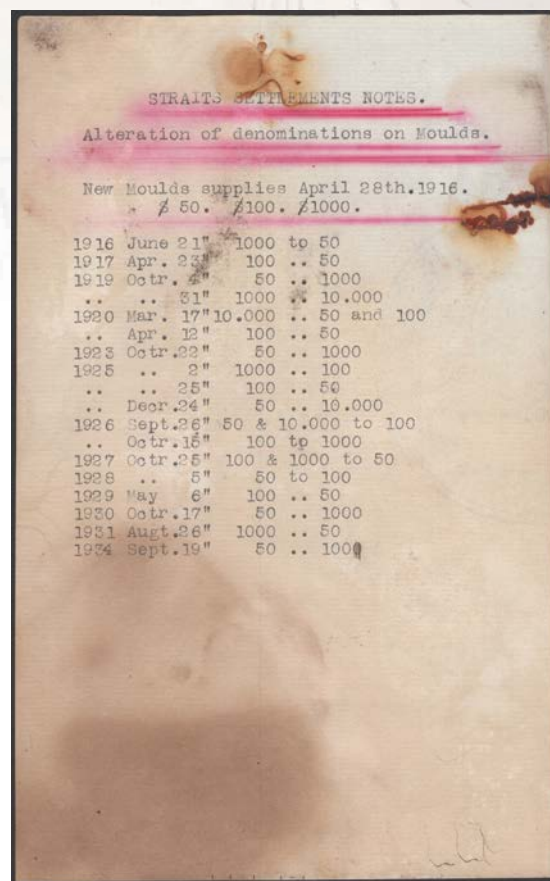 STRAITS SETTLEMENTS NOTES.
Alteration of denominations on Moulds.
New Moulds supplies April 28th.1916.
$ 50. $100. $1000.
1916 June 21" 1000 to 50
1917 Apr. 23" 100 .. 50
1919 Octr. 4" 50 .. 1000
.. .. 31" 1000 .. 10.000
1920 Mar. 17" 10.000 .. 50 and 100
.. Apr. 12" 100 .. 50
1923 Octr.22" 50 .. 1000
1925 .. 2" 1000 .. 100
.. .. 25" 100 .. 50
.. Decr.24" 50 .. 10.000
1926 Sept.26" 50 & 10.000 to 100
.. Octr.15" 100 to 1000
1927 Octr.25" 100 & 1000 to 50
1928 .. 5" 50 to 100
1929 May 6" 100 .. 50
1930 Octr.17" 50 .. 1000
1931 Augt.26" 1000 .. 50
1934 Sept.19" 50 .. 1000